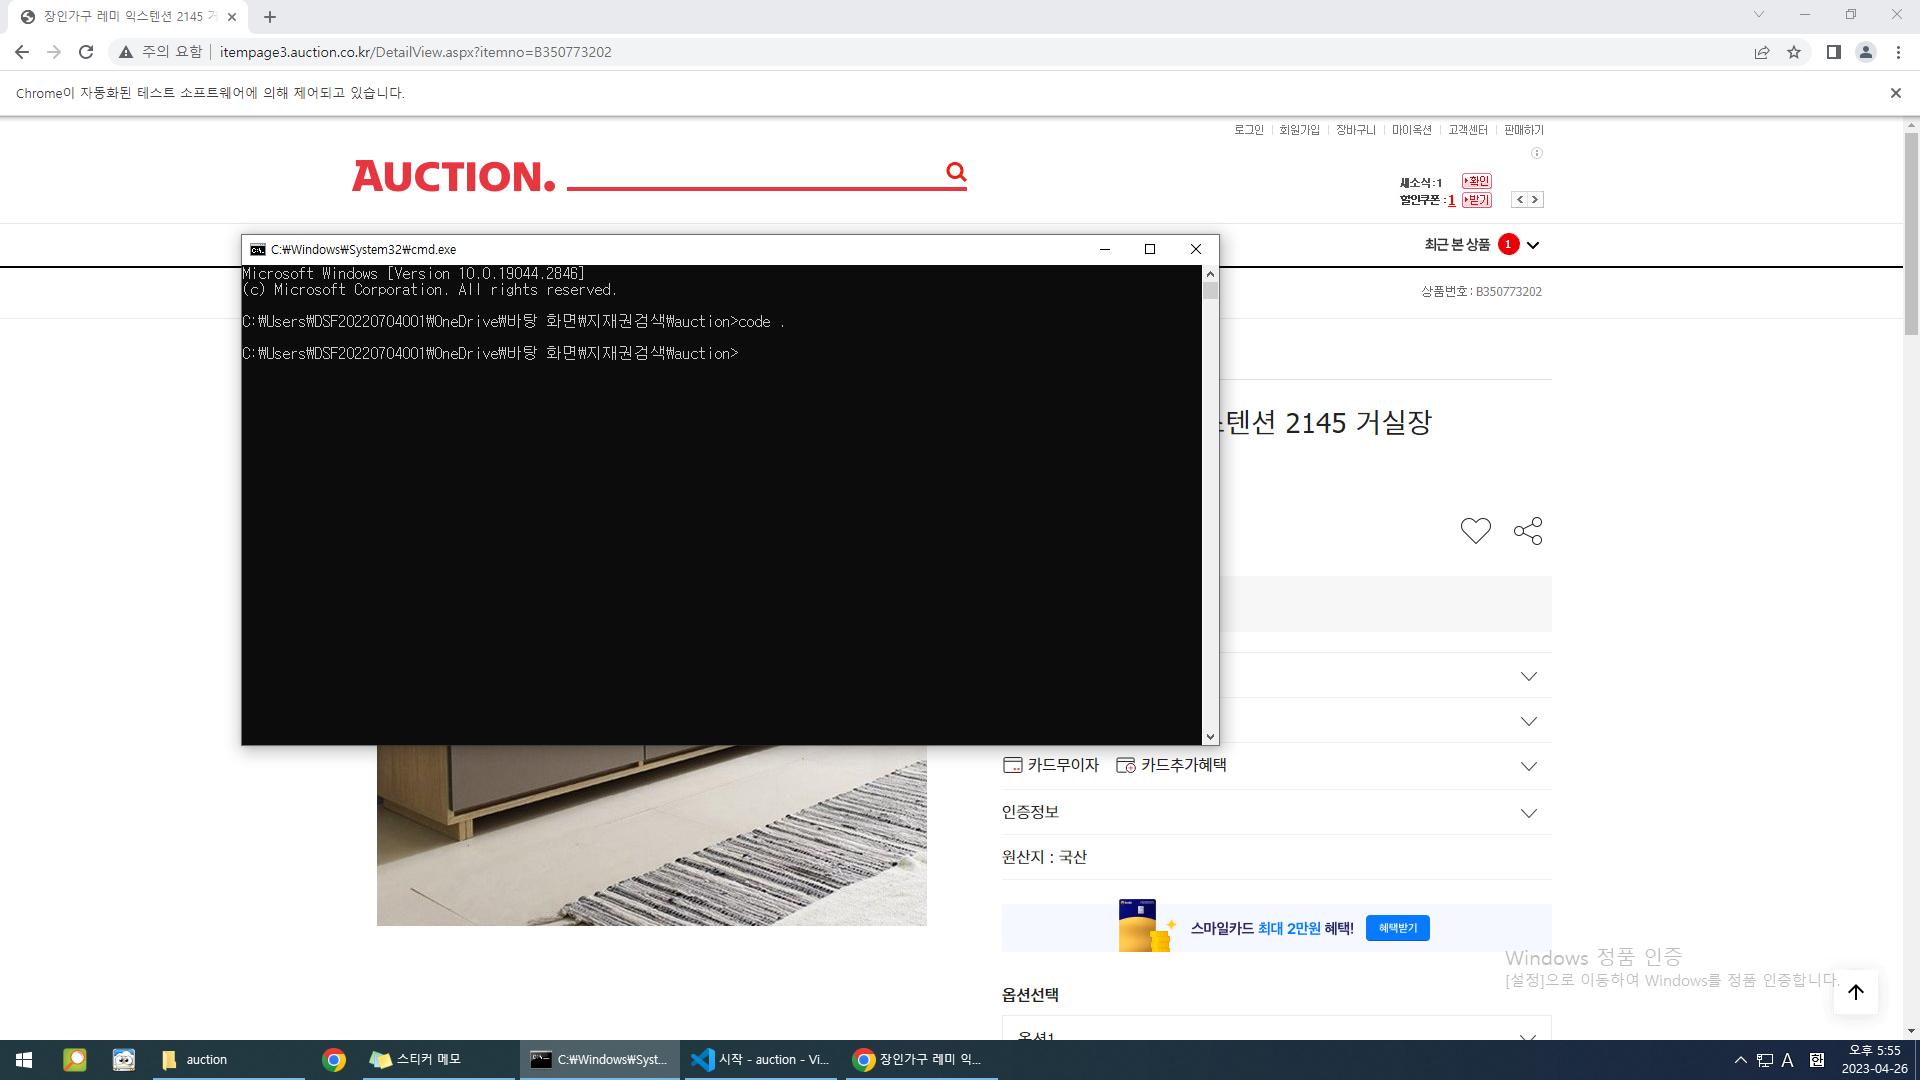 장인가구 레미 익스텐션 2145 거
주의 요함
itempage3.auction.co.kr/DetailView.aspx?itemno=B350773202
Chrome이 자동화된 테스트 소프트웨어에 의해 제어되고 있습니다.
로그인 회원가입 장바구니 마이옥션 고객센터 판매하기
AUCTION.
새소식:1 확인
할인쿠폰:1 받기
최근 본 상품 1
상품번호 : B350773202
C:\Windows\System32\cmd.exe
Microsoft Windows [Version 10.0.19044.2846]
(c) Microsoft Corporation. All rights reserved.
C:\Users\DSF20220704001\OneDrive\바탕 화면\지재권검색\auction>code .
C:\Users\DSF20220704001\OneDrive\바탕 화면\지재권검색\auction>
스텐션 2145 거실장
카드무이자 카드추가혜택
인증정보
원산지 : 국산
스마일카드 최대 2만원 혜택! 혜택받기
Windows 정품 인증
[설정]으로 이동하여 Windows를 정품 인증합니다.
옵션선택
옵션1
auction
스티커 메모
C:\Windows\Syst...
시작 - auction - Vi...
장인가구 레미 익...
A 한
오후 5:55
2023-04-26